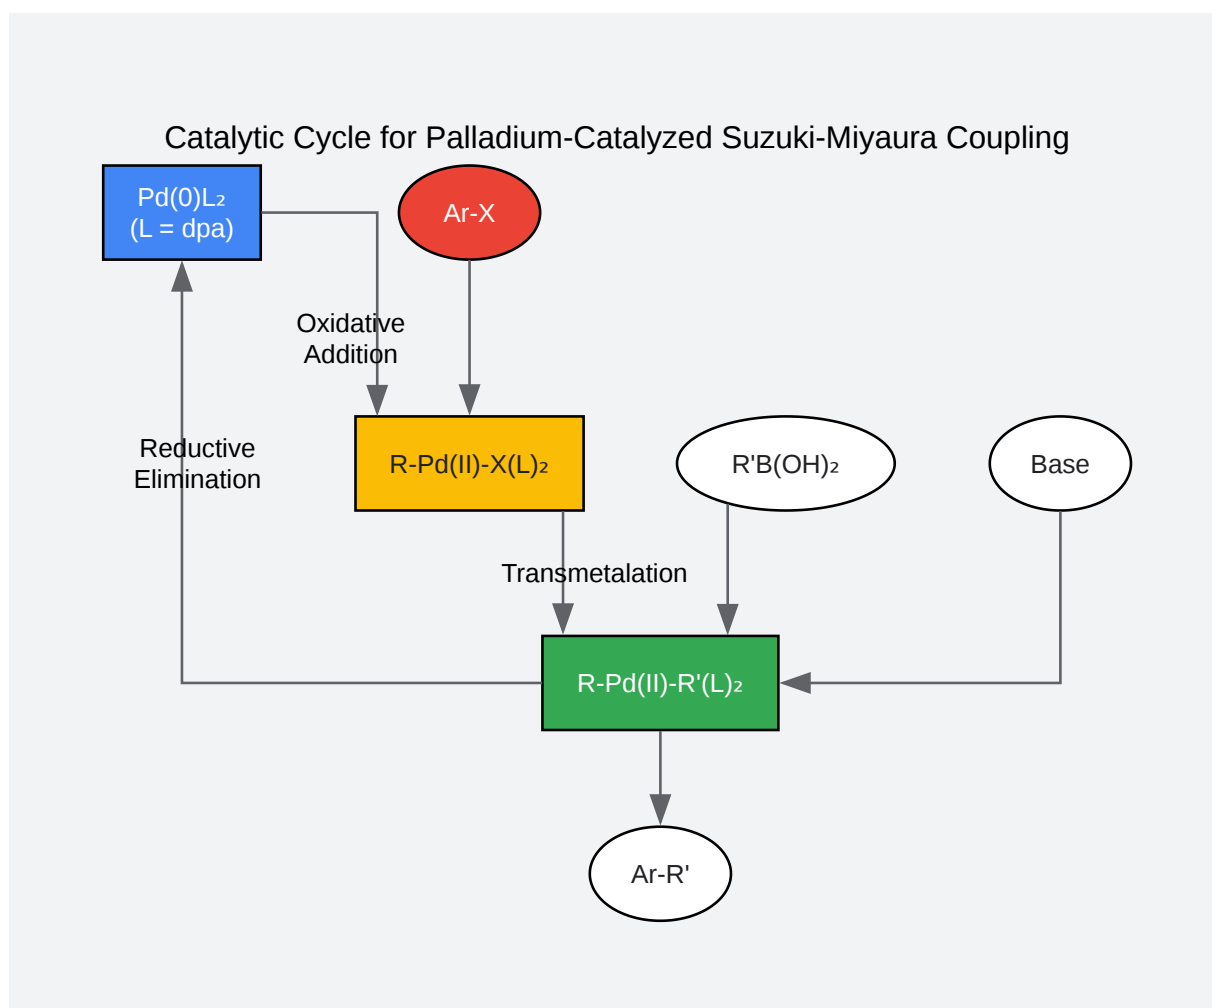 Catalytic Cycle for Palladium-Catalyzed Suzuki-Miyaura Coupling
Pd(0)L₂
(L = dpa)
Ar-X
Oxidative
Addition
Reductive
Elimination
R-Pd(II)-X(L)₂
R'B(OH)₂
Base
Transmetalation
R-Pd(II)-R'(L)₂
Ar-R'